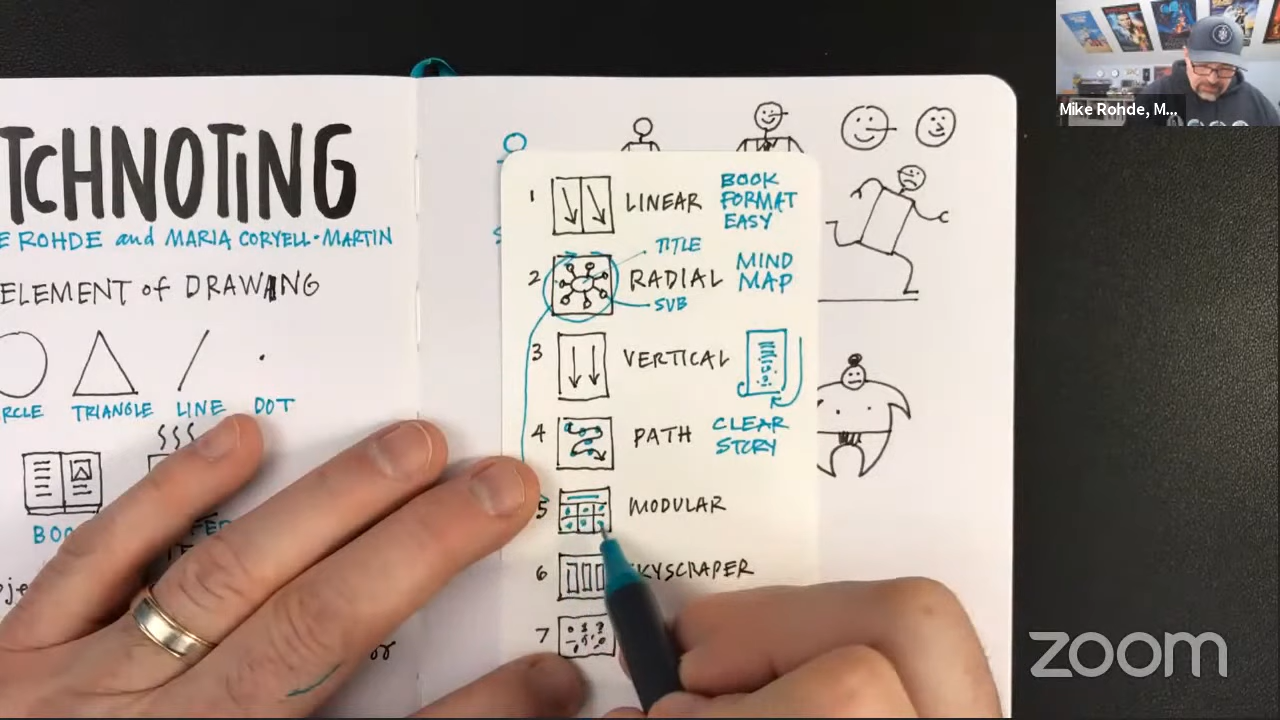 Mike Rohde, M...
TCHNOTING
E ROHDE and MARIA CORYELL-MARTIN
ELEMENT of DRAWING
RCLE TRIANGLE LINE DOT
BOO
1 LINEAR BOOK FORMAT EASY
TITLE
2 RADIAL MIND MAP
SUB
3 VERTICAL
4 PATH CLEAR STORY
5 MODULAR
6 KYSCRAPER
7
or
zoom